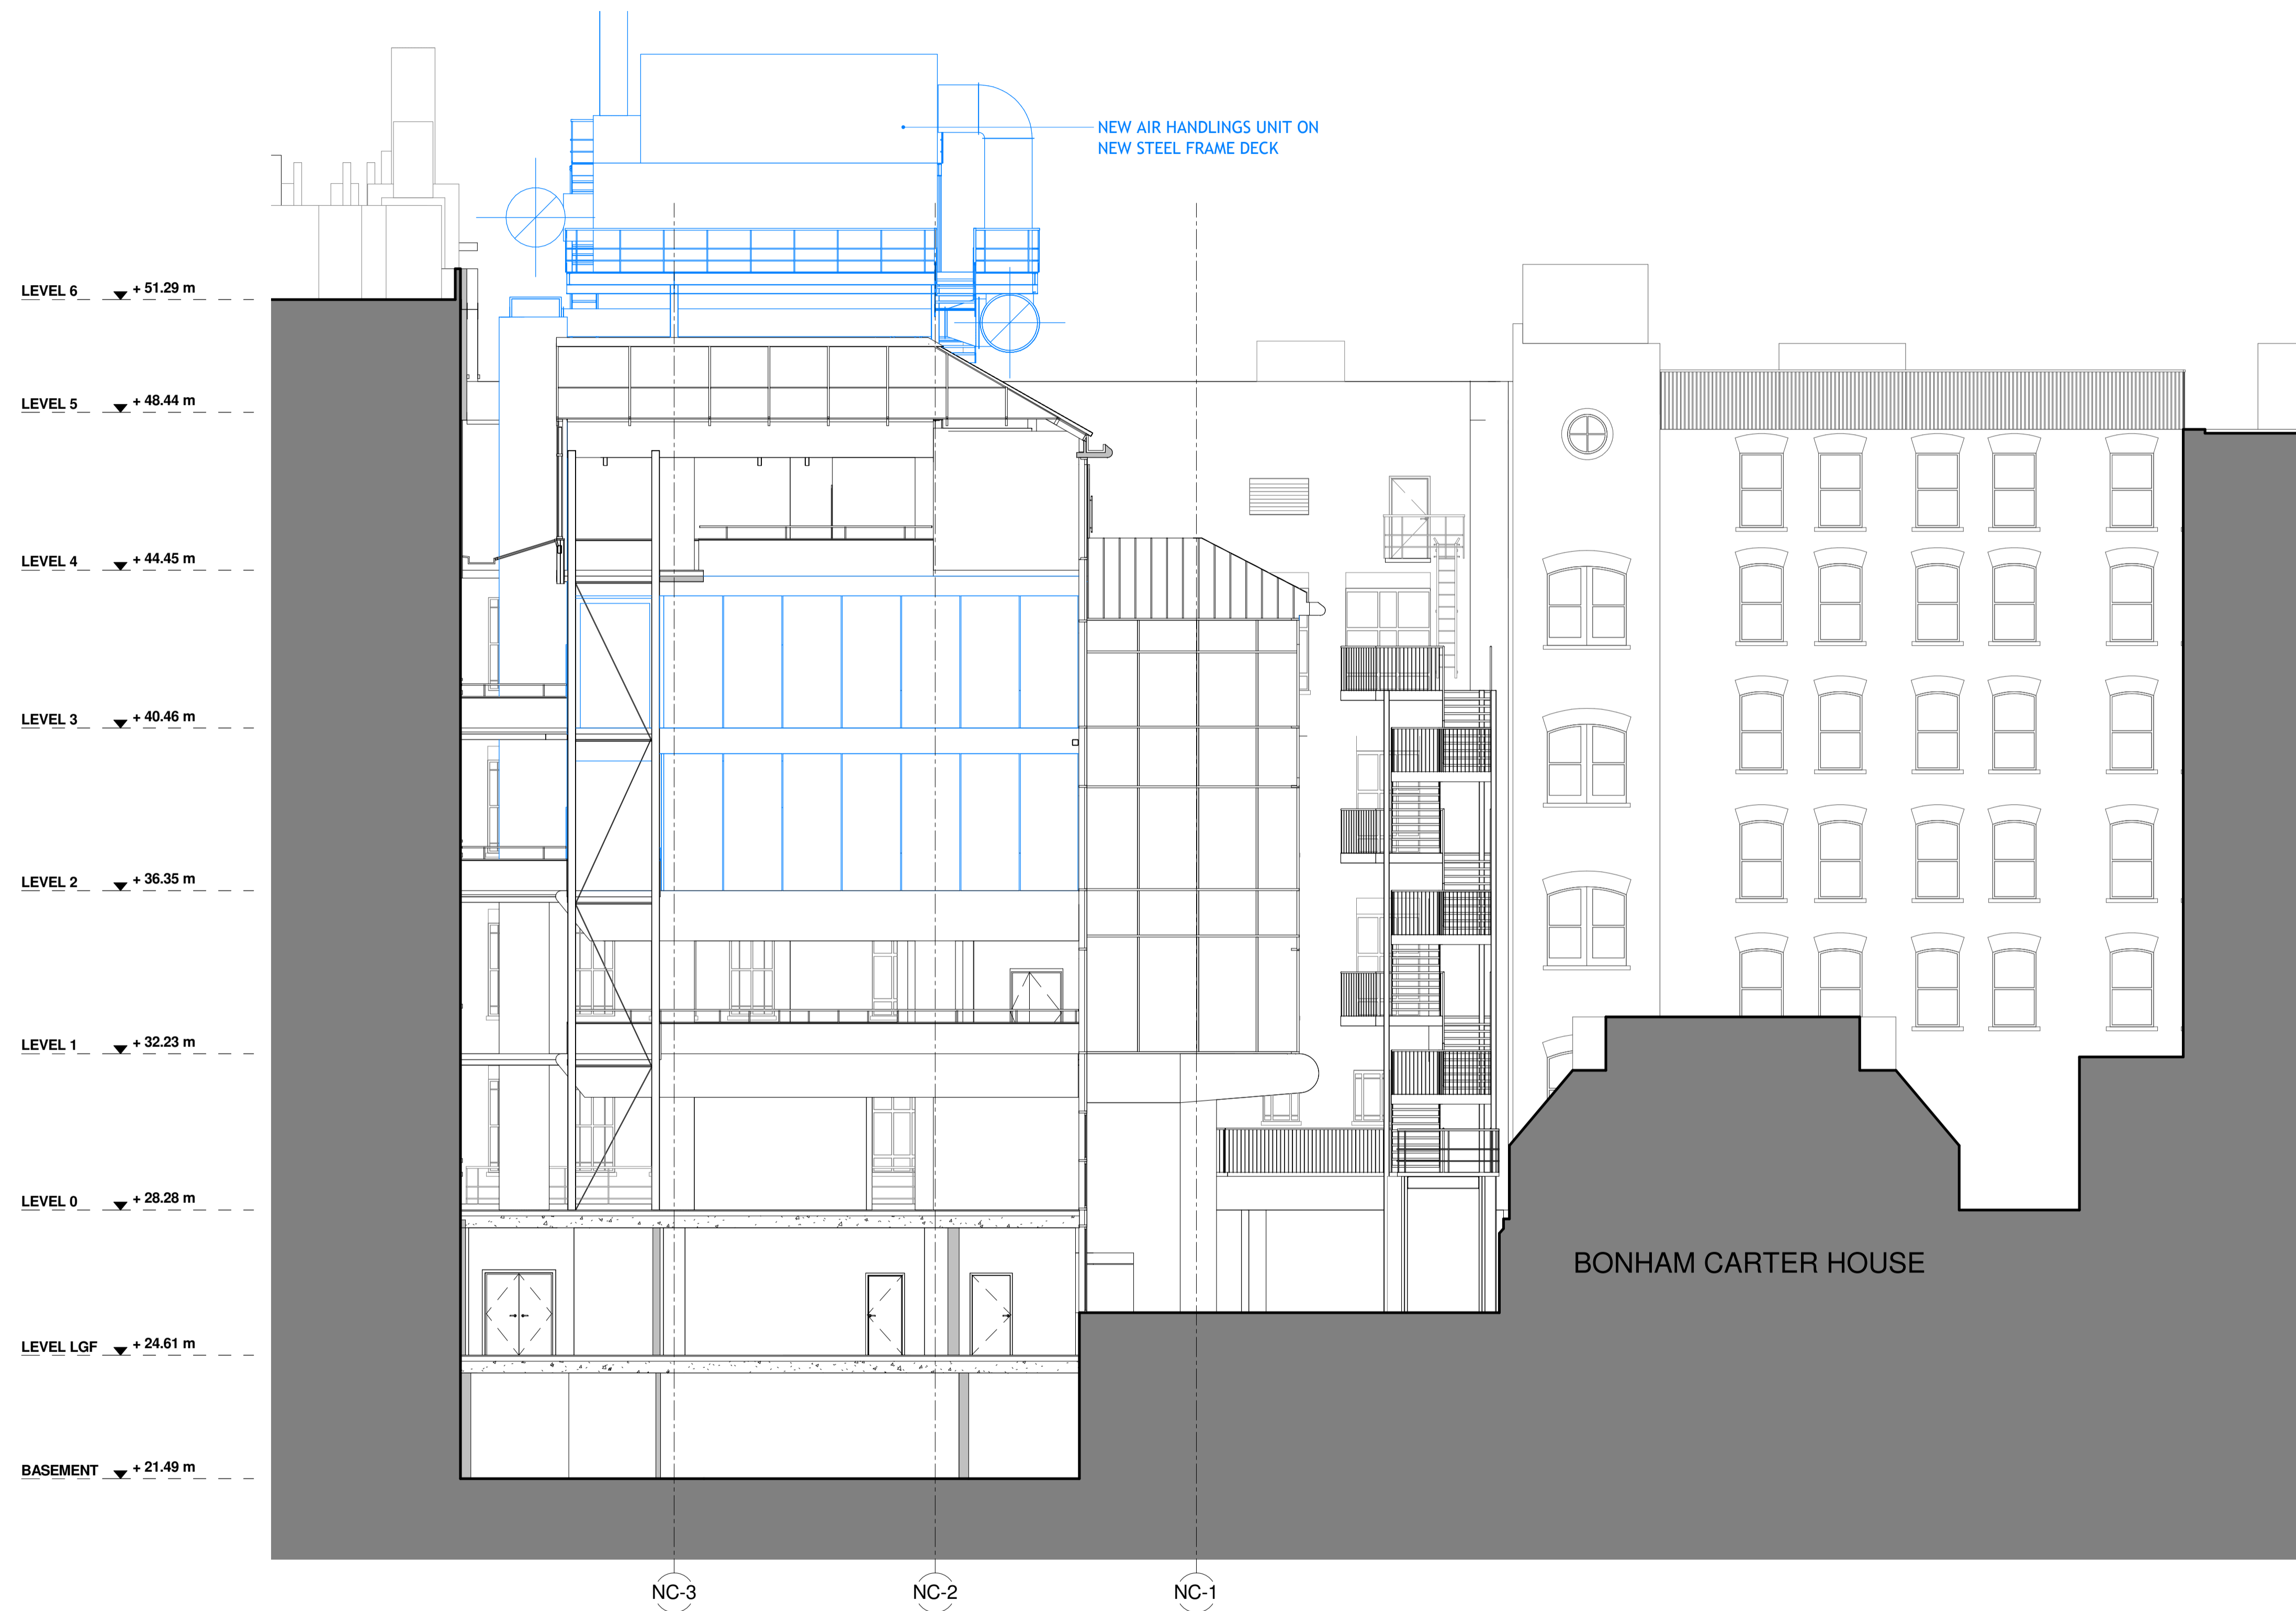 NEW AIR HANDLINGS UNIT ON
NEW STEEL FRAME DECK
LEVEL 6 + 51.29 m
LEVEL 5 + 48.44 m
LEVEL 4 + 44.45 m
LEVEL 3 + 40.46 m
LEVEL 2 + 36.35 m
LEVEL 1 + 32.23 m
LEVEL 0 + 28.28 m
BONHAM CARTER HOUSE
LEVEL LGF + 24.61 m
BASEMENT + 21.49 m
NC-3 NC-2 NC-1